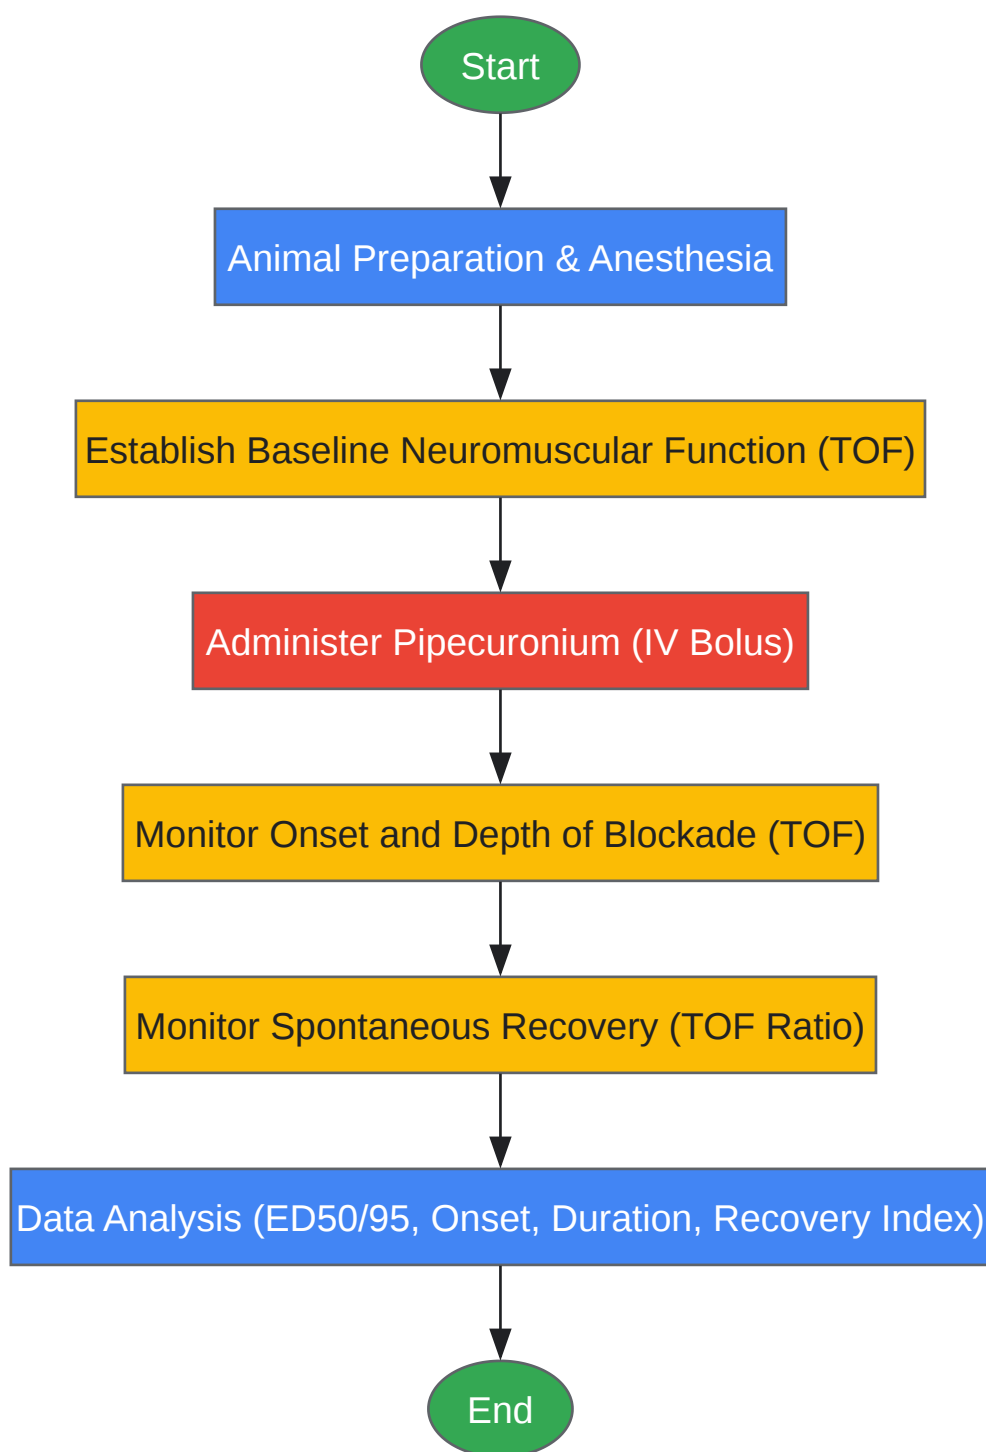 Start
Animal Preparation & Anesthesia
Establish Baseline Neuromuscular Function (TOF)
Administer Pipecuronium (IV Bolus)
Monitor Onset and Depth of Blockade (TOF)
Monitor Spontaneous Recovery (TOF Ratio)
Data Analysis (ED50/95, Onset, Duration, Recovery Index)
End